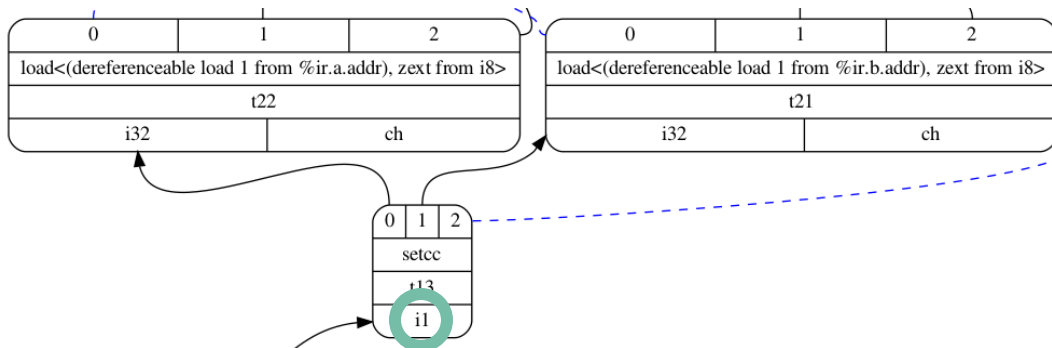 0 1 2
load<(dereferenceable load 1 from %ir.a.addr), zext from i8>
t22
i32 ch
0 1 2
load<(dereferenceable load 1 from %ir.b.addr), zext from i8>
t21
i32 ch
0 1 2
setcc
t13
i1